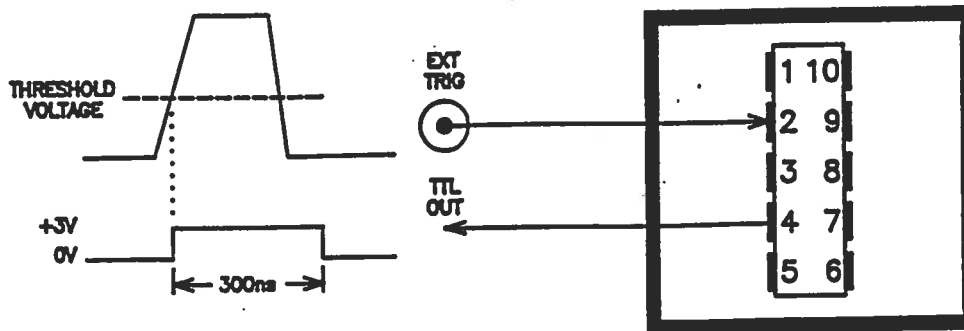 THRESHOLD
VOLTAGE
+3V
0V
300ns
EXT
TRIG
TTL
OUT
1 10
2 9
3 8
4 7
5 6